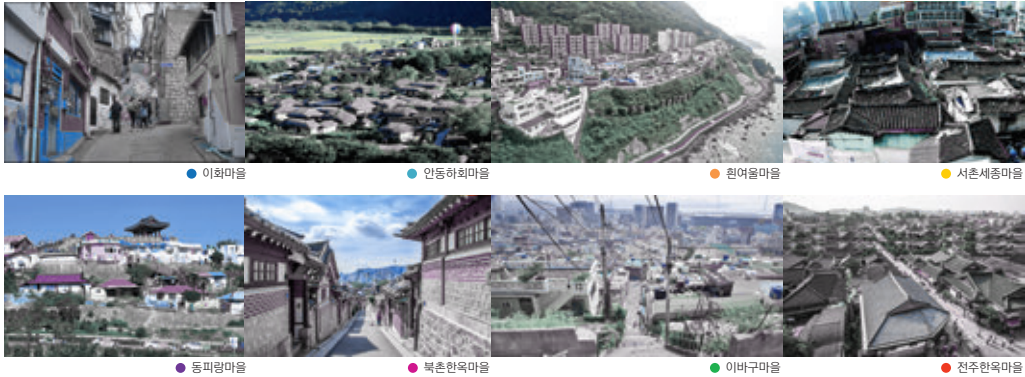 이화마을
안동하회마을
흰여울마을
서촌세종마을
동피랑마을
북촌한옥마을
이바구마을
전주한옥마을